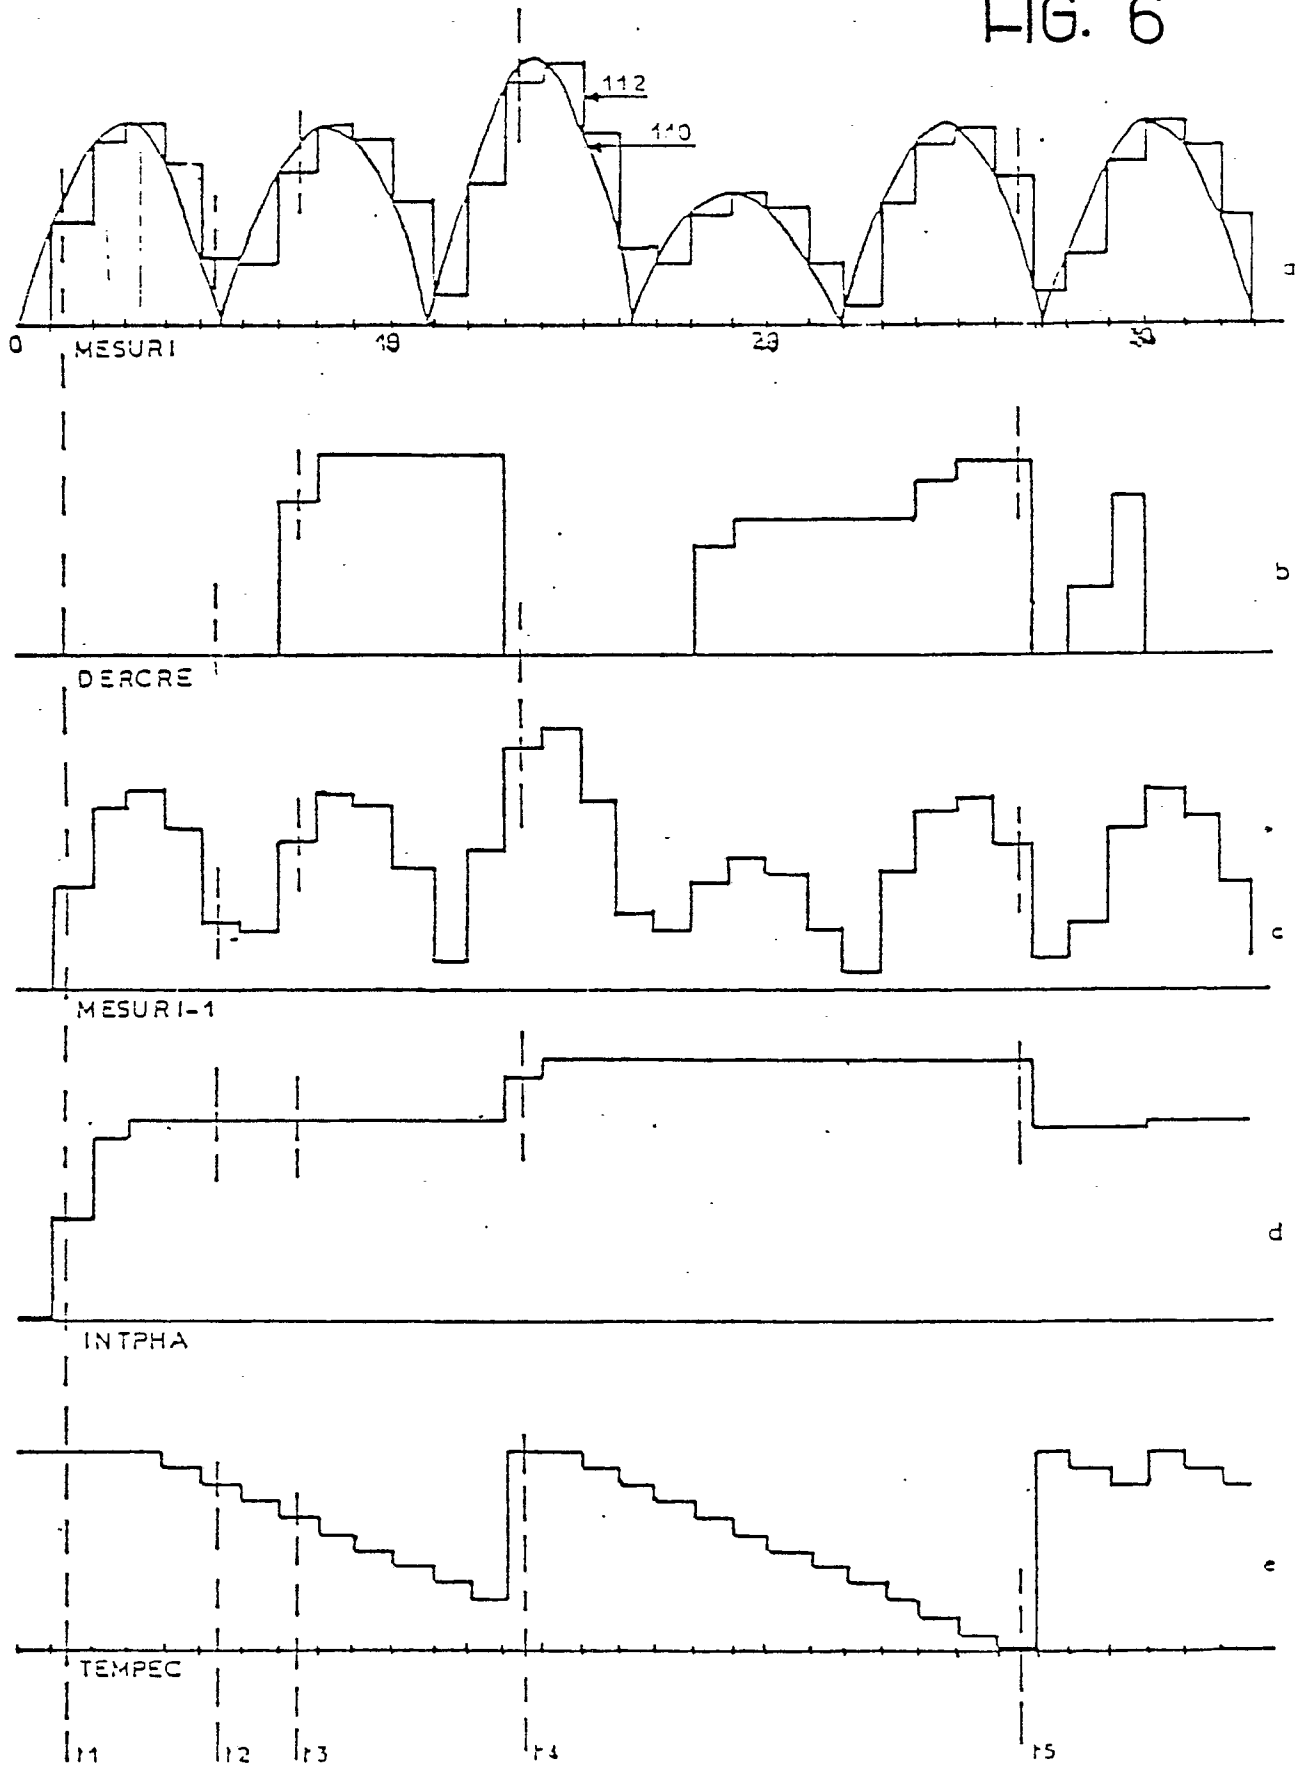 FIG. 6
112
110
a
0
MESURI
b
DERCRE
c
MESURI-1
d
INTPHA
e
TEMPEC
t1 t2 t3 t4 t5